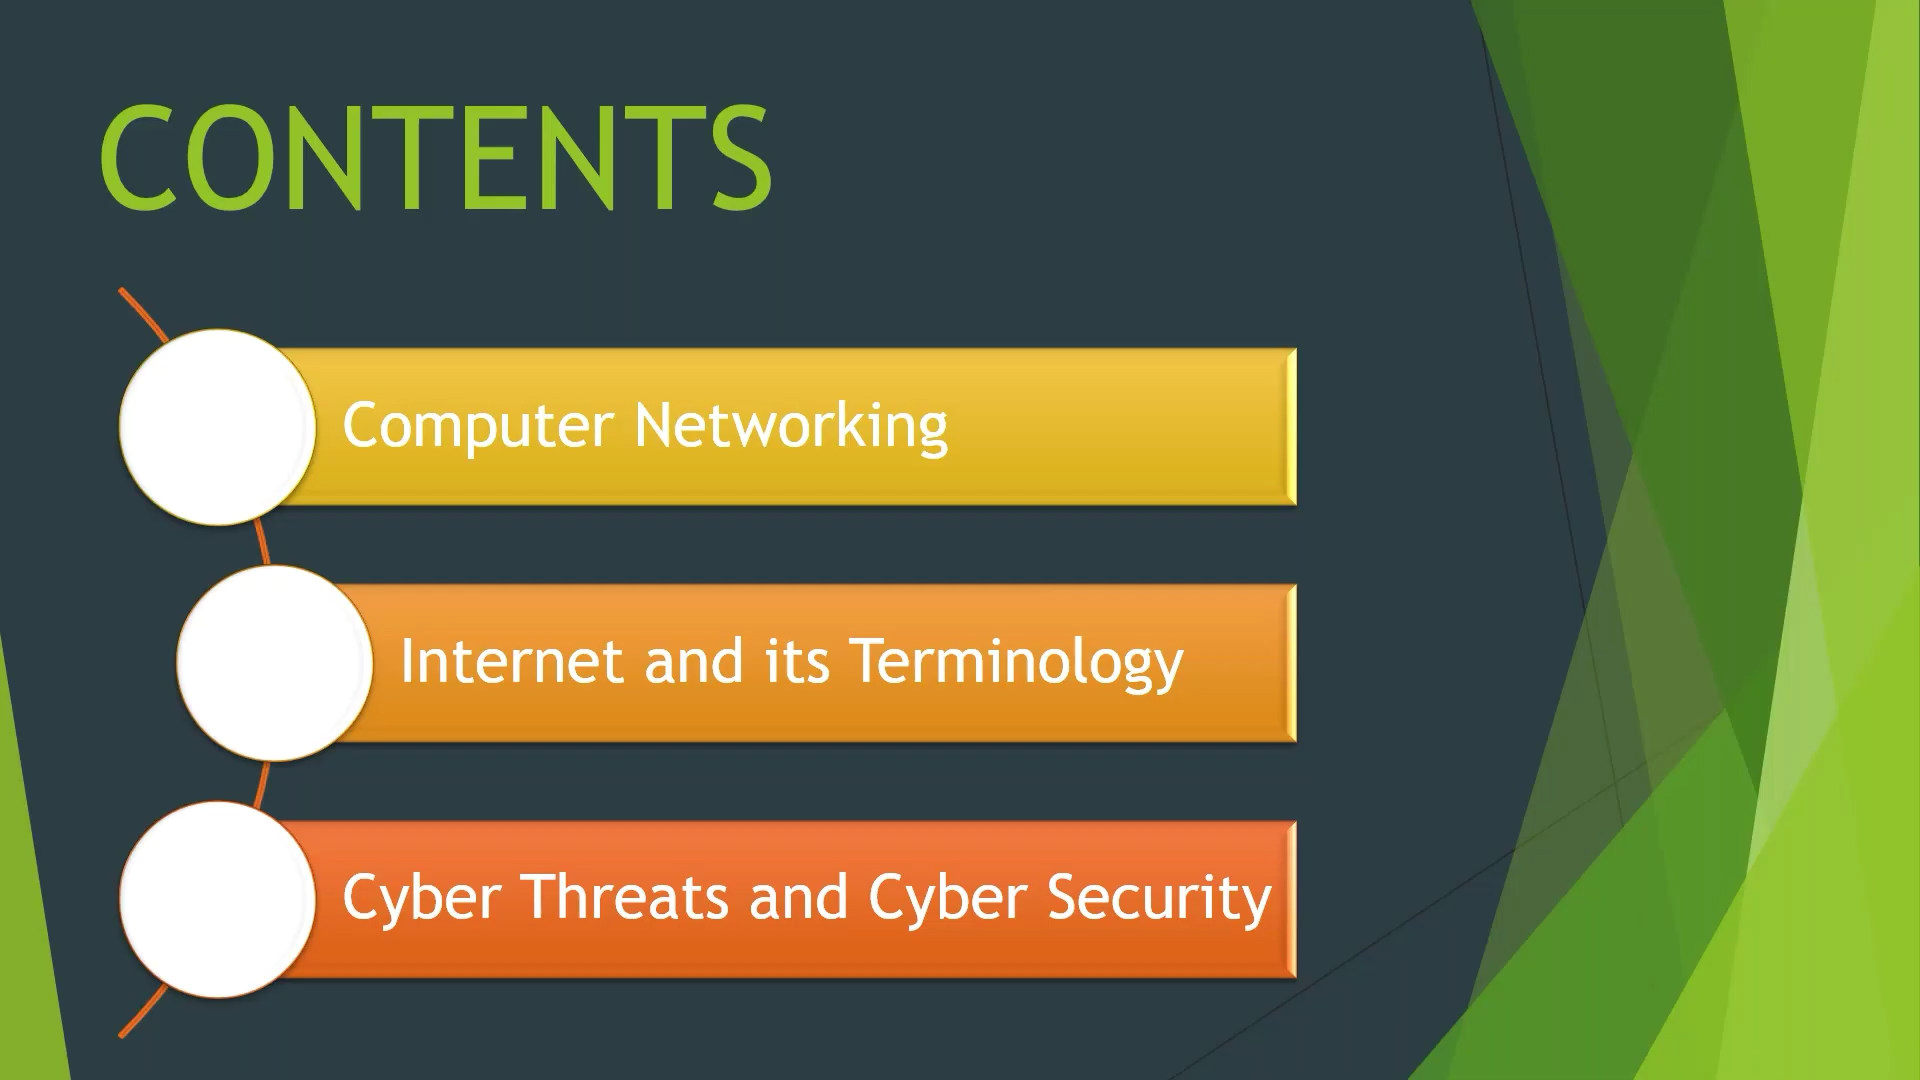 CONTENTS
Computer Networking
Internet and its Terminology
Cyber Threats and Cyber Security